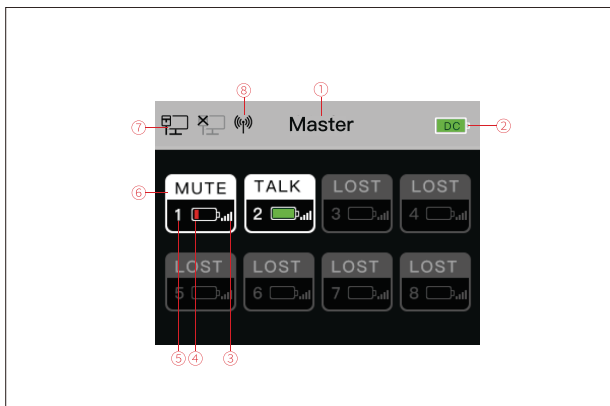 ⑧ ①
⑦ Master DC ②
⑥ MUTE TALK LOST LOST
1 2 3 4
LOST LOST LOST LOST
5 6 7 8
⑤ ④ ③